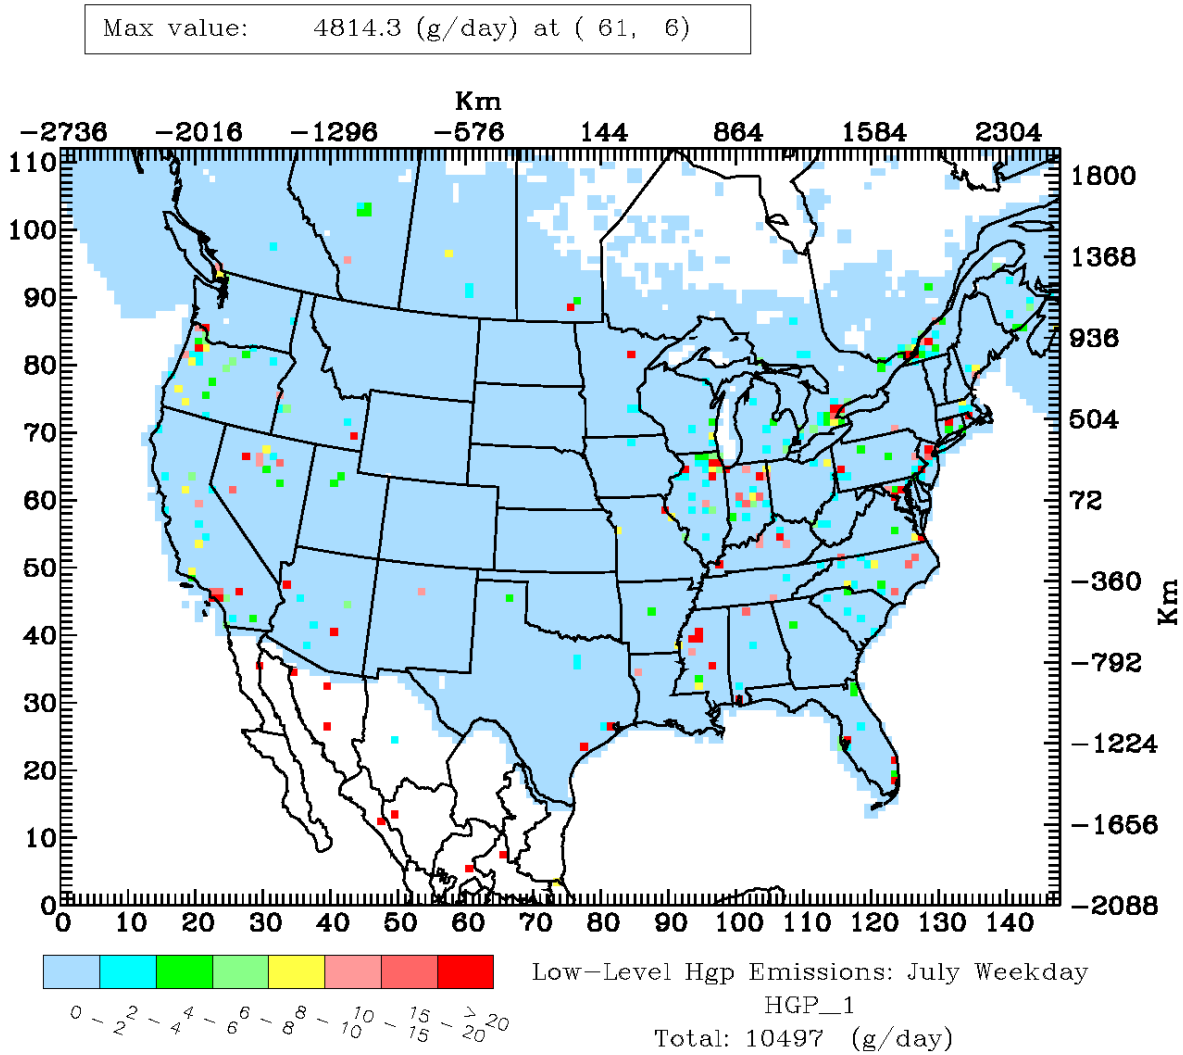 Max value: 4814.3 (g/day) at ( 61, 6)
Km
-2736 -2016 -1296 -576 144 864 1584 2304
110 1800
100 1368
90 936
80 504
70 72
60 -360
50 -792
40 -1224
30 -1656
20 -2088
10 Km
0
0 10 20 30 40 50 60 70 80 90 100 110 120 130 140
0 - 2 2 - 4 4 - 6 6 - 8 8 - 10 10 - 15 15 - 20 > 20
Low-Level Hgp Emissions: July Weekday
HGP_1
Total: 10497 (g/day)